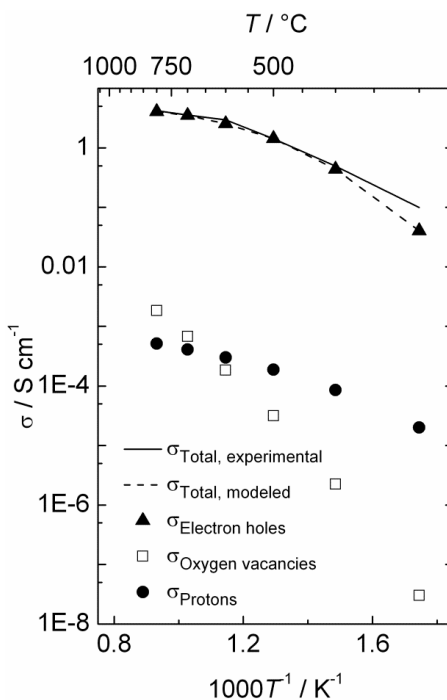 T / °C
1000 750 500
1
0.01
1E-4
1E-6
1E-8
σ / S cm⁻¹
σTotal, experimental
σTotal, modeled
σElectron holes
σOxygen vacancies
σProtons
0.8 1.2 1.6
1000T⁻¹ / K⁻¹